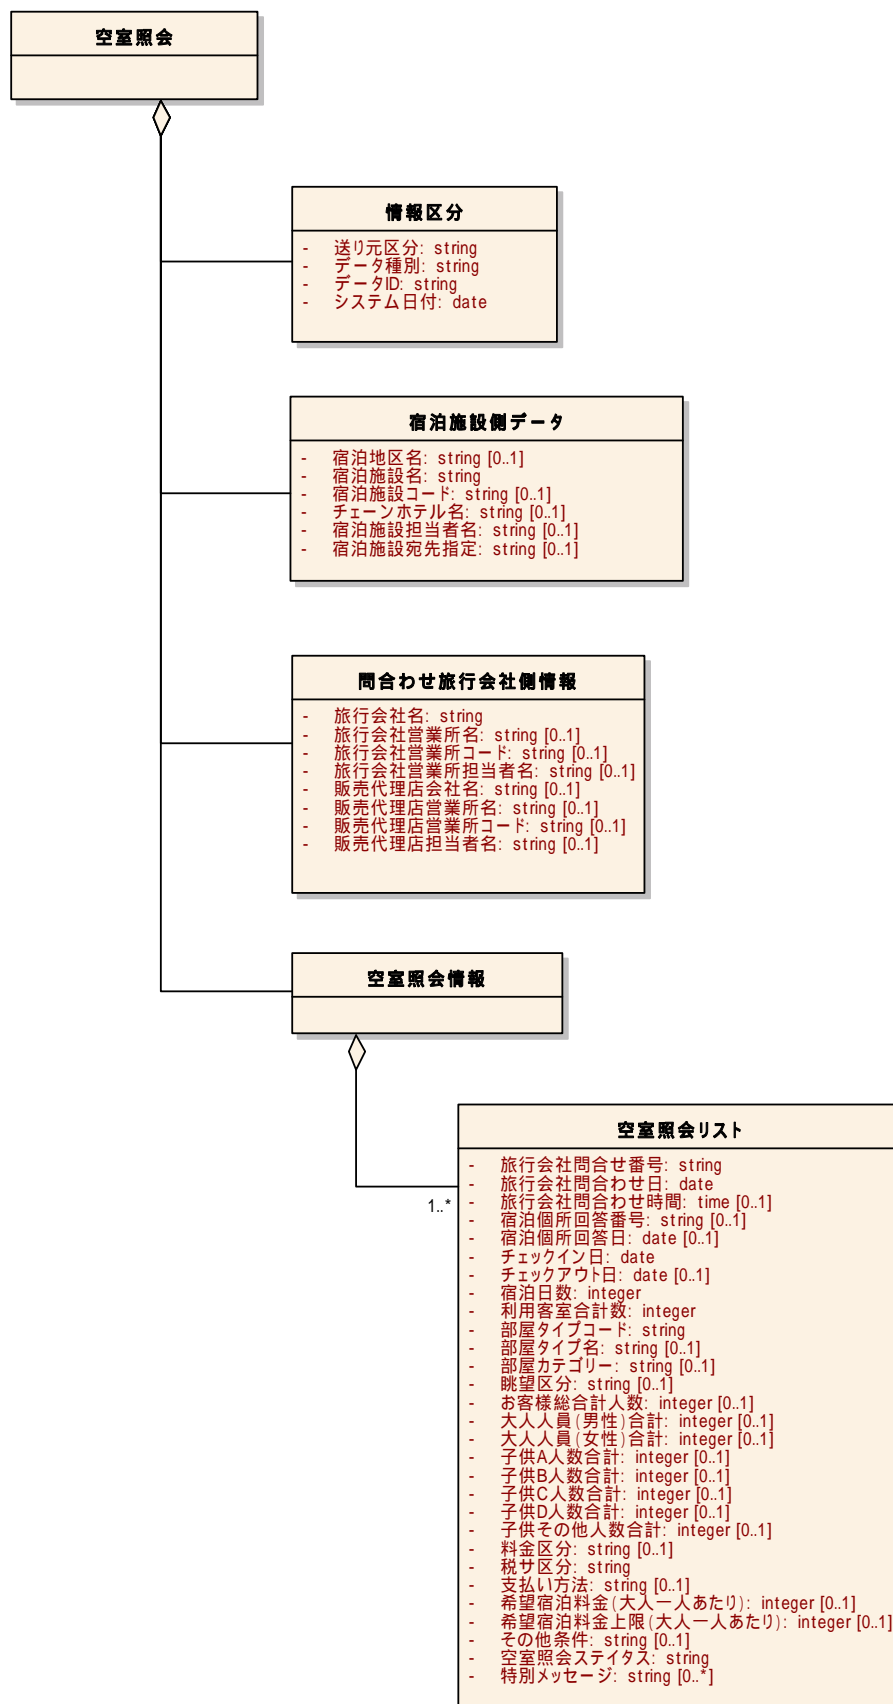 空室照会
情報区分
- 送り元区分: string
- データ種別: string
- データID: string
- システム日付: date
宿泊施設側データ
- 宿泊地区名: string [0..1]
- 宿泊施設名: string
- 宿泊施設コード: string [0..1]
- チェーンホテル名: string [0..1]
- 宿泊施設担当者名: string [0..1]
- 宿泊施設宛先指定: string [0..1]
問合わせ旅行会社側情報
- 旅行会社名: string
- 旅行会社営業所名: string [0..1]
- 旅行会社営業所コード: string [0..1]
- 旅行会社営業所担当者名: string [0..1]
- 販売代理店会社名: string [0..1]
- 販売代理店営業所名: string [0..1]
- 販売代理店営業所コード: string [0..1]
- 販売代理店担当者名: string [0..1]
空室照会情報
1..*
空室照会リスト
- 旅行会社問合せ番号: string
- 旅行会社問合わせ日: date
- 旅行会社問合わせ時間: time [0..1]
- 宿泊個所回答番号: string [0..1]
- 宿泊個所回答日: date [0..1]
- チェックイン日: date
- チェックアウト日: date [0..1]
- 宿泊日数: integer
- 利用客室合計数: integer
- 部屋タイプコード: string
- 部屋タイプ名: string [0..1]
- 部屋カテゴリー: string [0..1]
- 眺望区分: string [0..1]
- お客様総合計人数: integer [0..1]
- 大人人員(男性)合計: integer [0..1]
- 大人人員(女性)合計: integer [0..1]
- 子供A人数合計: integer [0..1]
- 子供B人数合計: integer [0..1]
- 子供C人数合計: integer [0..1]
- 子供D人数合計: integer [0..1]
- 子供その他人数合計: integer [0..1]
- 料金区分: string [0..1]
- 税サ区分: string
- 支払い方法: string [0..1]
- 希望宿泊料金(大人一人あたり): integer [0..1]
- 希望宿泊料金上限(大人一人あたり): integer [0..1]
- その他条件: string [0..1]
- 空室照会ステイタス: string
- 特別メッセージ: string [0..*]